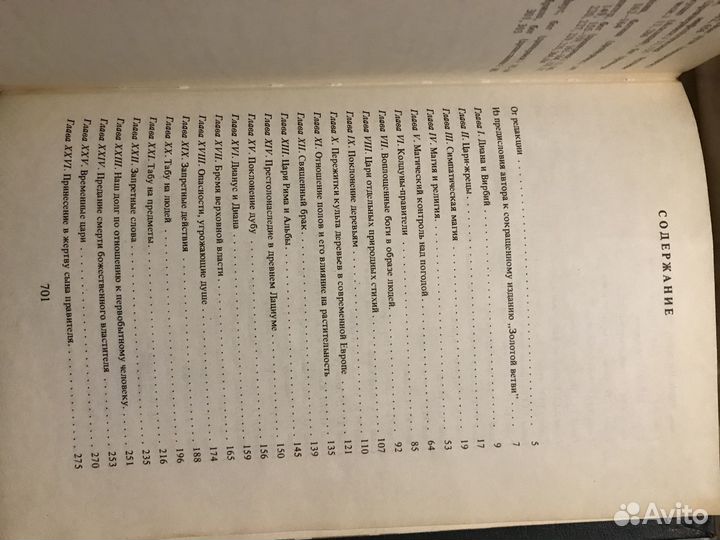 СОДЕРЖАНИЕ
От редакции . . . 5
Из предисловия автора к сокращенному изданию „Золотой ветви“ . . . 7
Глава I. Диана и Вирбий . . . 9
Глава II. Цари-жрецы . . . 17
Глава III. Симпатическая магия . . . 19
Глава IV. Магия и религия . . . 53
Глава V. Магический контроль над погодой . . . 64
Глава VI. Колдуны-правители . . . 85
Глава VII. Воплощенные боги в образе людей . . . 92
Глава VIII. Цари отдельных природных стихий . . . 107
Глава IX. Поклонение деревьям . . . 110
Глава X. Пережитки культа деревьев в современной Европе . . . 121
Глава XI. Отношение полов и его влияние на растительность . . . 135
Глава XII. Священный брак . . . 139
Глава XIII. Цари Рима и Альбы . . . 145
Глава XIV. Престолонаследие в древнем Лациуме . . . 150
Глава XV. Поклонение дубу . . . 156
Глава XVI. Дианус и Диана . . . 159
Глава XVII. Бремя верховной власти . . . 165
Глава XVIII. Опасности, угрожающие душе . . . 174
Глава XIX. Запретные действия . . . 188
Глава XX. Табу на людей . . . 196
Глава XXI. Табу на предметы . . . 216
Глава XXII. Запретные слова . . . 235
Глава XXIII. Наш долг по отношению к первобытному человеку . . . 251
Глава XXIV. Предание смерти божественного властителя . . . 253
Глава XXV. Временные цари . . . 270
Глава XXVI. Принесение в жертву сына правителя . . . 275
701
Avito